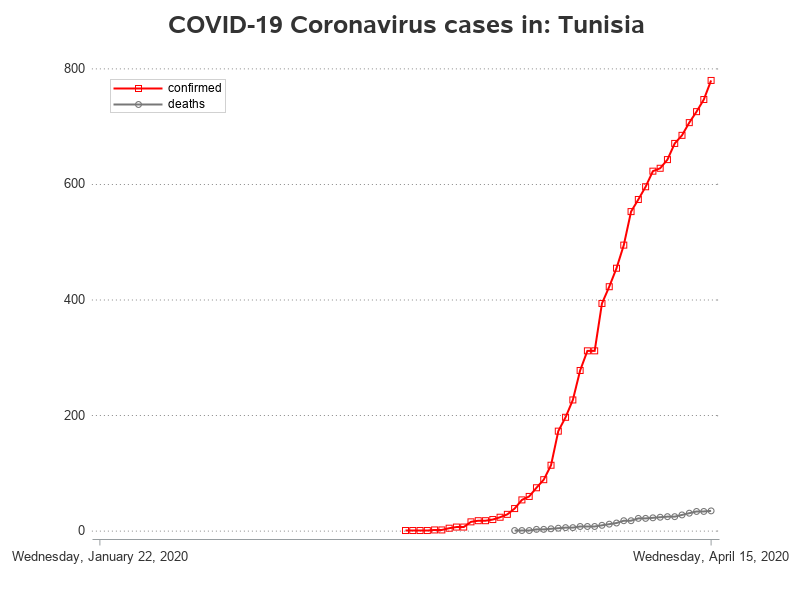 COVID-19 Coronavirus cases in: Tunisia
800
confirmed
deaths
600
400
200
0
Wednesday, January 22, 2020
Wednesday, April 15, 2020